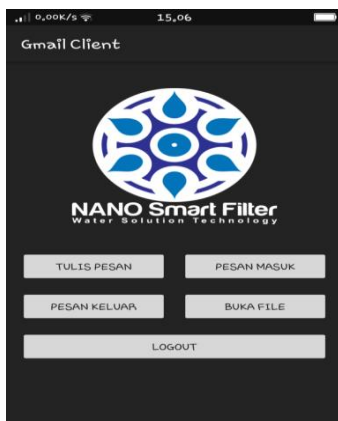 0,00K/s 15.06
Gmail Client
NANO Smart Filter
Water Solution Technology
TULIS PESAN PESAN MASUK
PESAN KELUAR BUKA FILE
LOGOUT